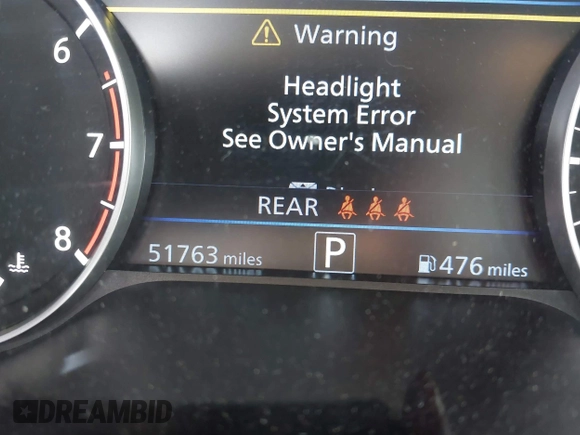 6
Warning
Headlight
System Error
See Owner's Manual
7
REAR
8
51763 miles
P
476 miles
DREAMBID